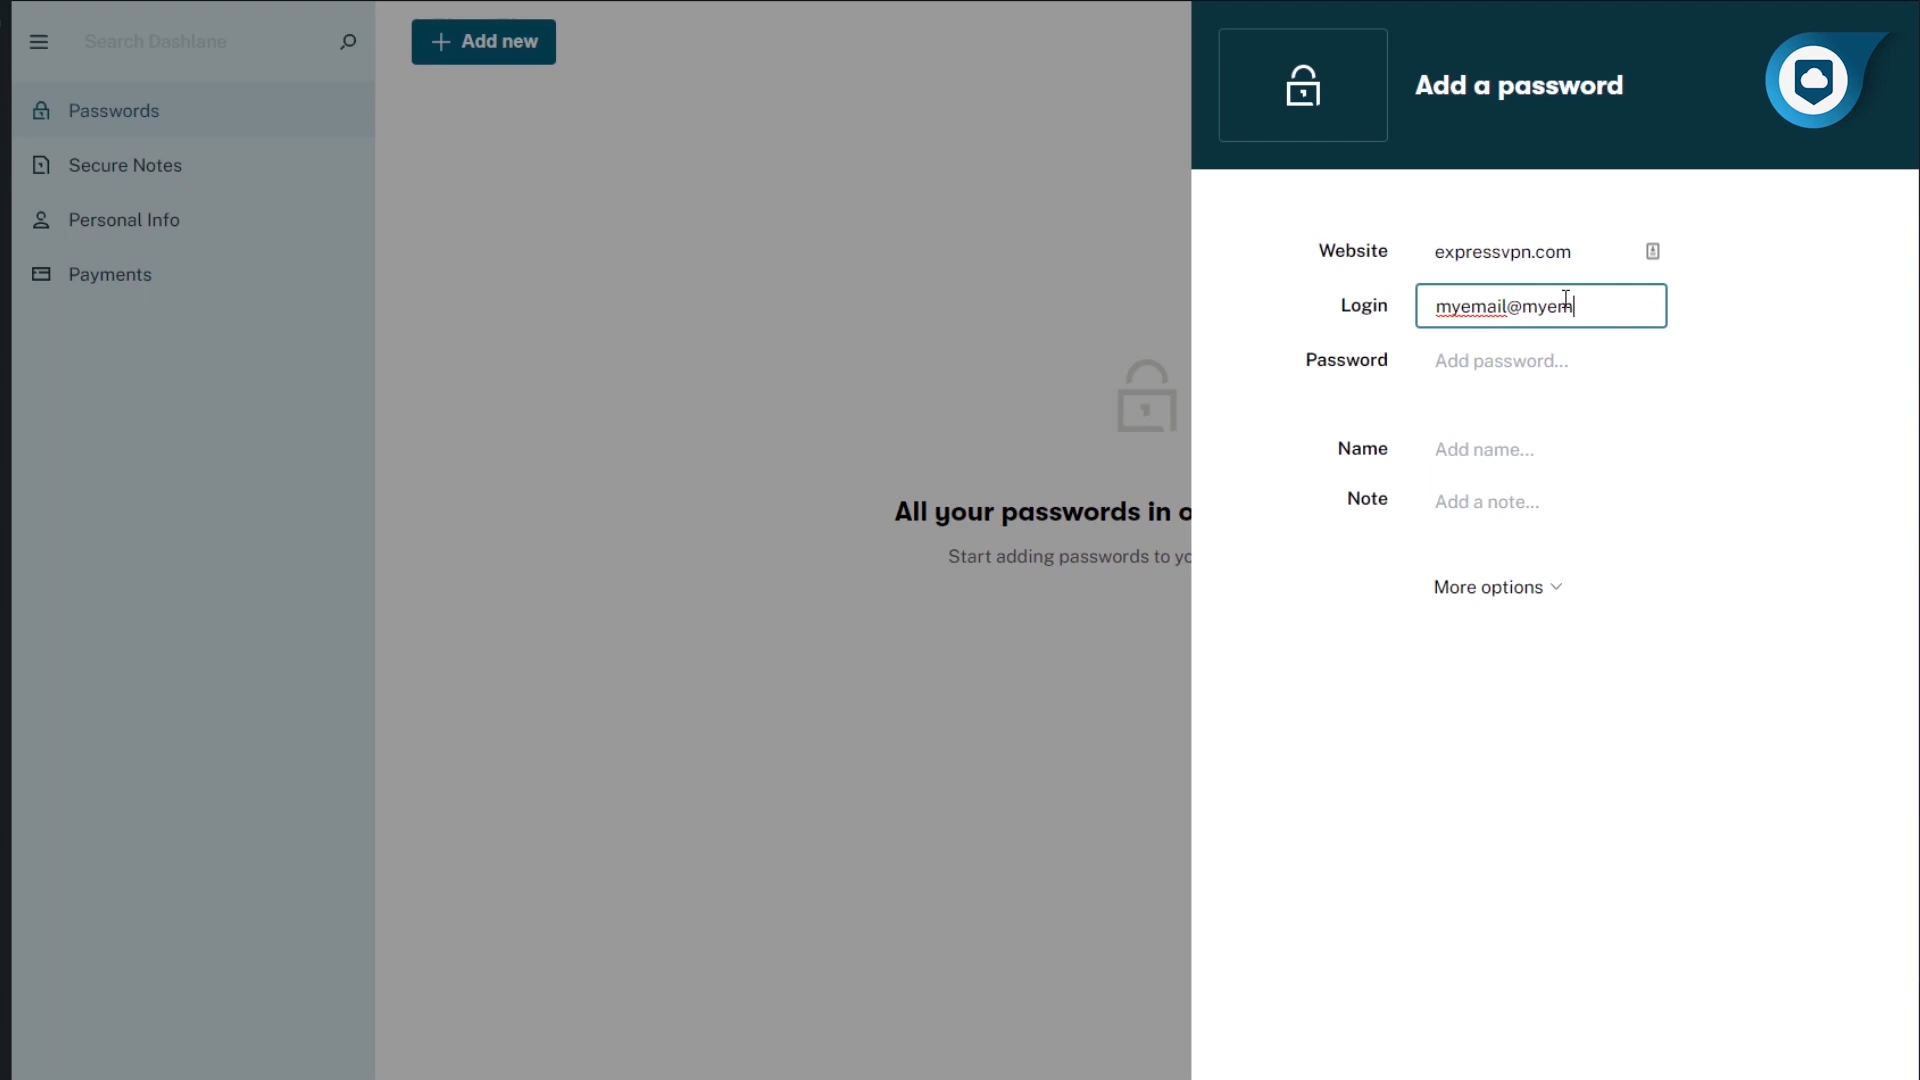 Search Dashlane
Passwords
Secure Notes
Personal Info
Payments
Add new
All your passwords in o
Start adding passwords to yo
Add a password
Website expressvpn.com
Login myemail@myem
Password Add password...
Name Add name...
Note Add a note...
More options